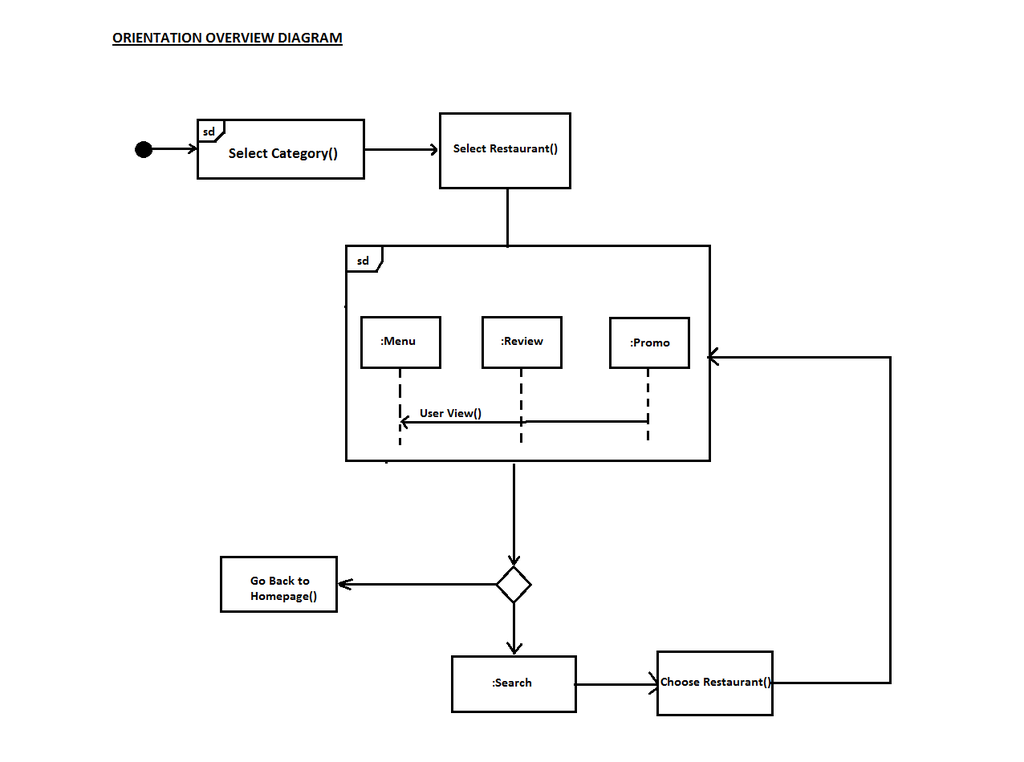 ORIENTATION OVERVIEW DIAGRAM
sd
Select Category()
Select Restaurant()
sd
:Menu
:Review
:Promo
User View()
Go Back to
Homepage()
:Search
Choose Restaurant()